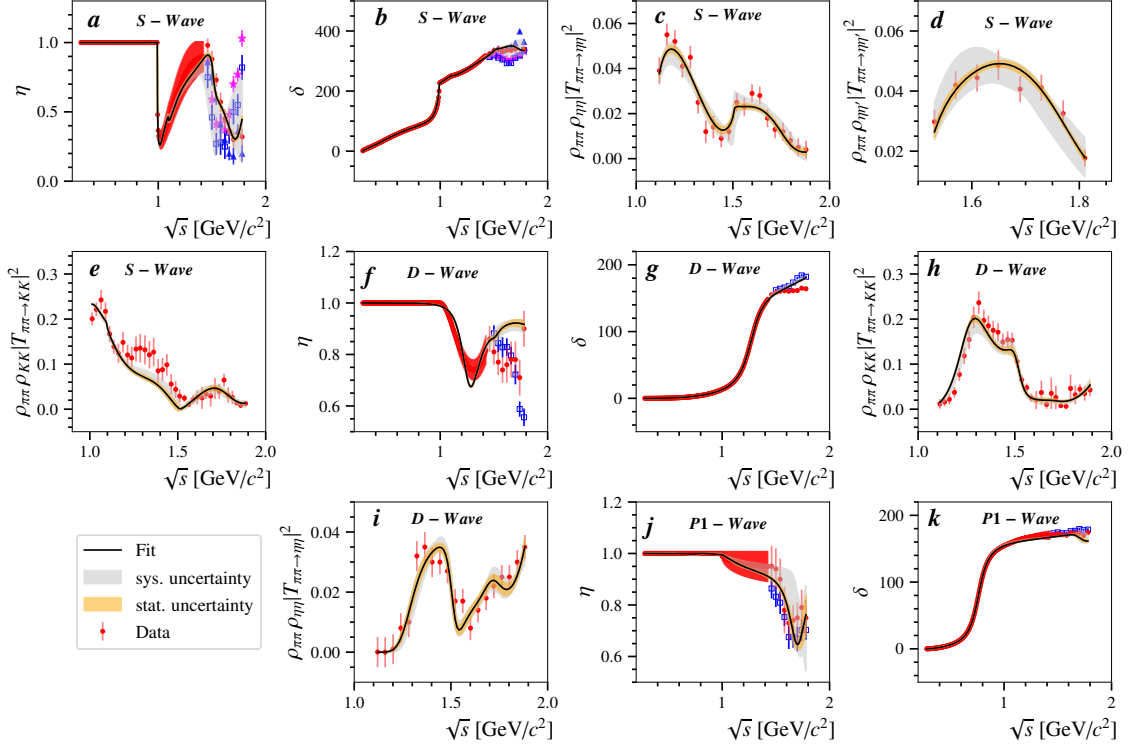 a S − Wave
1.0
0.5
0.0
η
1
2
√s [GeV/c²]
b S − Wave
400
200
0
δ
1
2
√s [GeV/c²]
c S − Wave
0.06
0.04
0.02
0.00
ρππ ρηη|Tππ→ηη|²
1.0
1.5
2.0
√s [GeV/c²]
d S − Wave
0.06
0.04
0.02
ρππ ρηη′|Tππ→ηη′|²
1.6
1.8
√s [GeV/c²]
e S − Wave
0.3
0.2
0.1
0.0
ρππ ρKK|Tππ→KK|²
1.0
1.5
2.0
√s [GeV/c²]
f D − Wave
1.2
1.0
0.8
0.6
η
1
2
√s [GeV/c²]
g D − Wave
200
100
0
δ
1
2
√s [GeV/c²]
h D − Wave
0.3
0.2
0.1
0.0
ρππ ρKK|Tππ→KK|²
1.0
1.5
2.0
√s [GeV/c²]
Fit
sys. uncertainty
stat. uncertainty
Data
i D − Wave
0.04
0.02
0.00
ρππ ρηη|Tππ→ηη|²
1.0
1.5
2.0
√s [GeV/c²]
j P1 − Wave
1.2
1.0
0.8
0.6
η
1
2
√s [GeV/c²]
k P1 − Wave
200
100
0
δ
1
2
√s [GeV/c²]